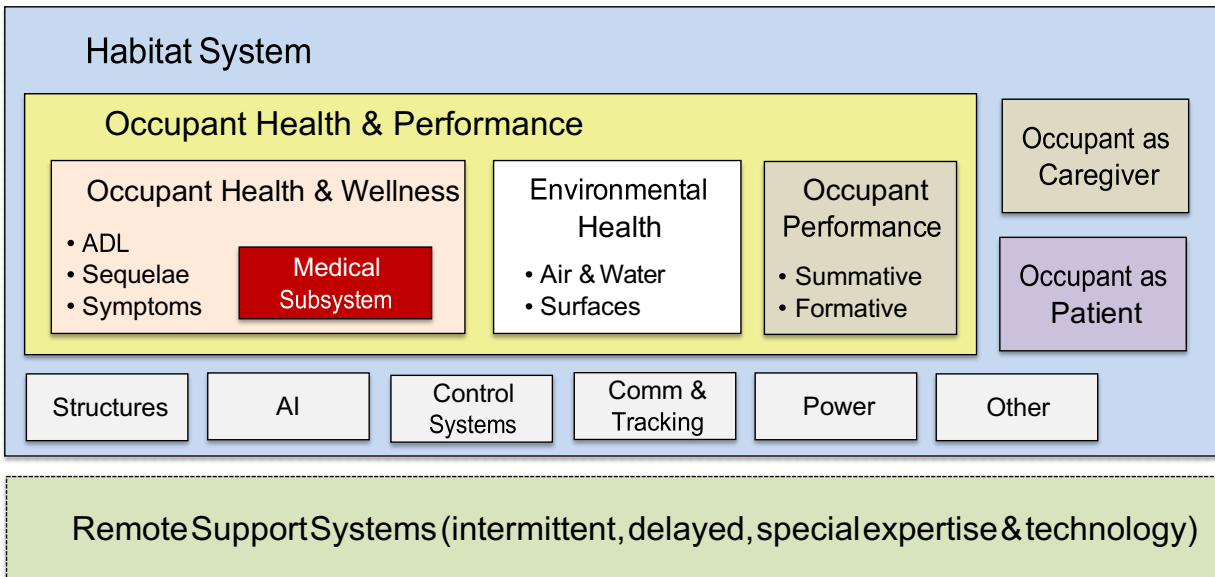 Habitat System
Occupant Health & Performance
Occupant Health & Wellness
• ADL
• Sequelae
• Symptoms
Medical
Subsystem
Environmental
Health
• Air & Water
• Surfaces
Occupant
Performance
• Summative
• Formative
Occupant as
Caregiver
Occupant as
Patient
Structures
AI
Control
Systems
Comm &
Tracking
Power
Other
Remote Support Systems (intermittent, delayed, special expertise & technology)